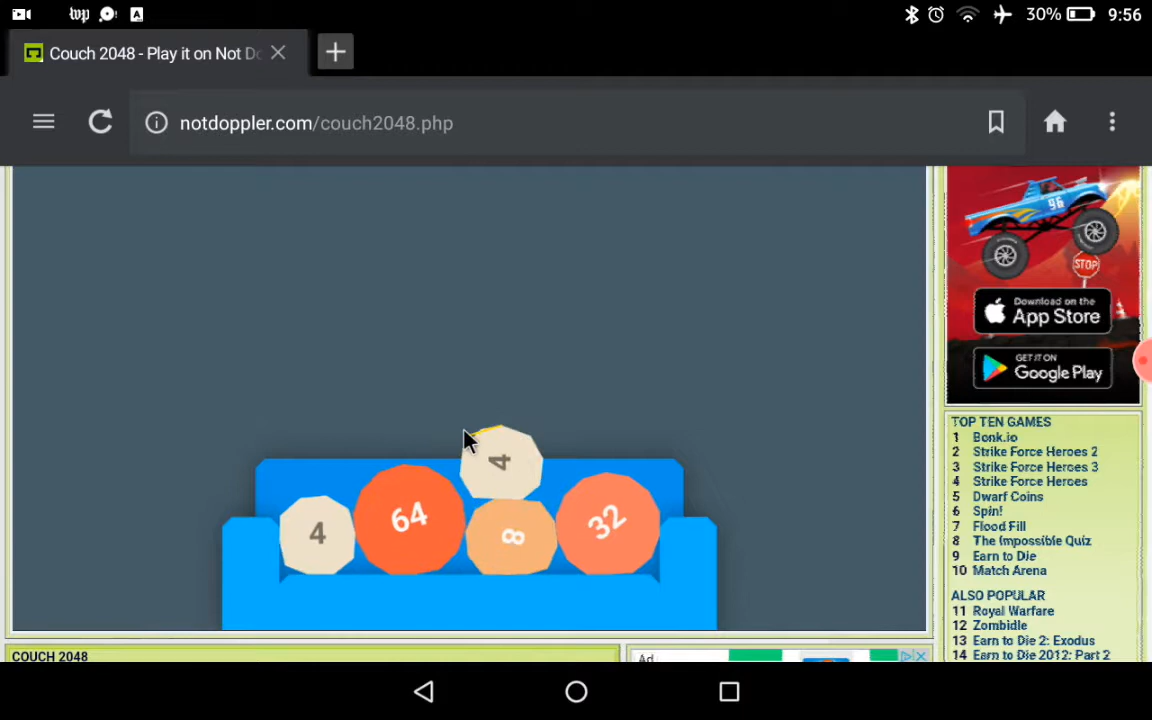 30% 9:56
Couch 2048 - Play it on Not Do
notdoppler.com/couch2048.php
96
STOP
Download on the
App Store
GET IT ON
Google Play
4
4
64
8
32
TOP TEN GAMES
1 Bonk.io
2 Strike Force Heroes 2
3 Strike Force Heroes 3
4 Strike Force Heroes
5 Dwarf Coins
6 Spin!
7 Flood Fill
8 The Impossible Quiz
9 Earn to Die
10 Match Arena
ALSO POPULAR
11 Royal Warfare
12 Zombidle
13 Earn to Die 2: Exodus
14 Earn to Die 2012: Part 2
COUCH 2048
Ad